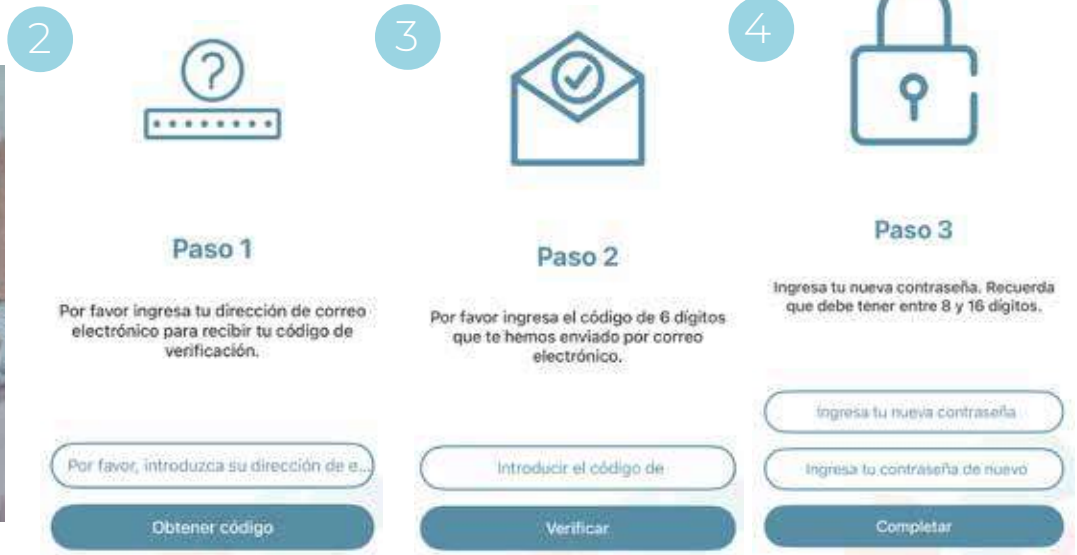 2
Paso 1
Por favor ingresa tu dirección de correo
electrónico para recibir tu código de
verificación.
Por favor, introduzca su dirección de e...
Obtener código
3
Paso 2
Por favor ingresa el código de 6 dígitos
que te hemos enviado por correo
electrónico.
Introducir el código de
Verificar
4
Paso 3
Ingresa tu nueva contraseña. Recuerda
que debe tener entre 8 y 16 dígitos.
Ingresa tu nueva contraseña
Ingresa tu contraseña de nuevo
Completar